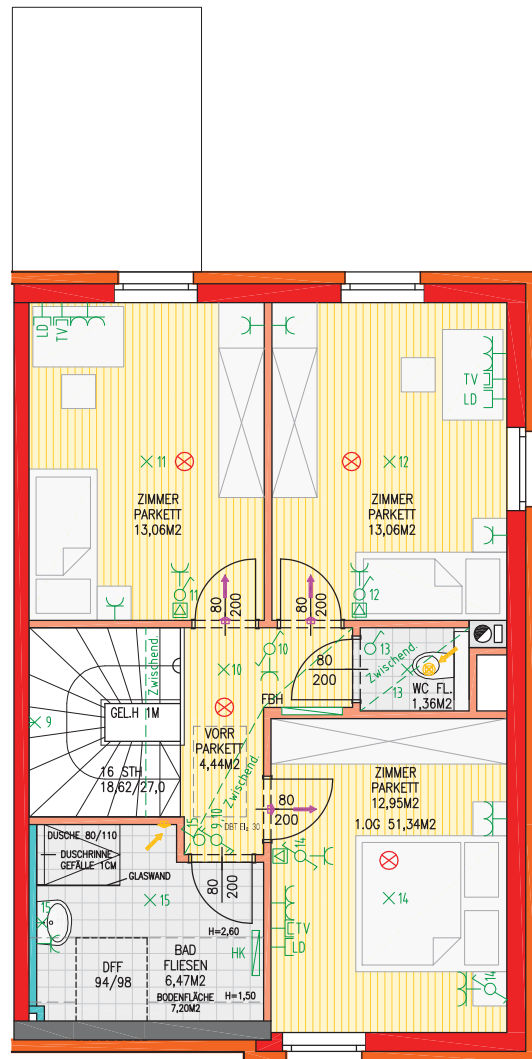 LD
TV
11
ZIMMER
PARKETT
13,06M2
12
ZIMMER
PARKETT
13,06M2
TV
LD
11
12
80
200
80
200
Zwischend.
10
10
13
80
200
Zwischend.
13
WC FL.
1,36M2
FBH
9
GEL.H 1M
16 STH
18,62/27,0
VORR
PARKETT
4,44M2
Zwischend.
ZIMMER
PARKETT
12,95M2
1.OG 51,34M2
80
200
15
9,10
14
DUSCHE 80/110
DUSCHRINNE
GEFÄLLE 1CM
GLASWAND
80
200
15
15
14
H=2,60
HK
TV
LD
DFF
94/98
BAD
FLIESEN
6,47M2
BODENFLÄCHE
7,20M2
H=1,50
14